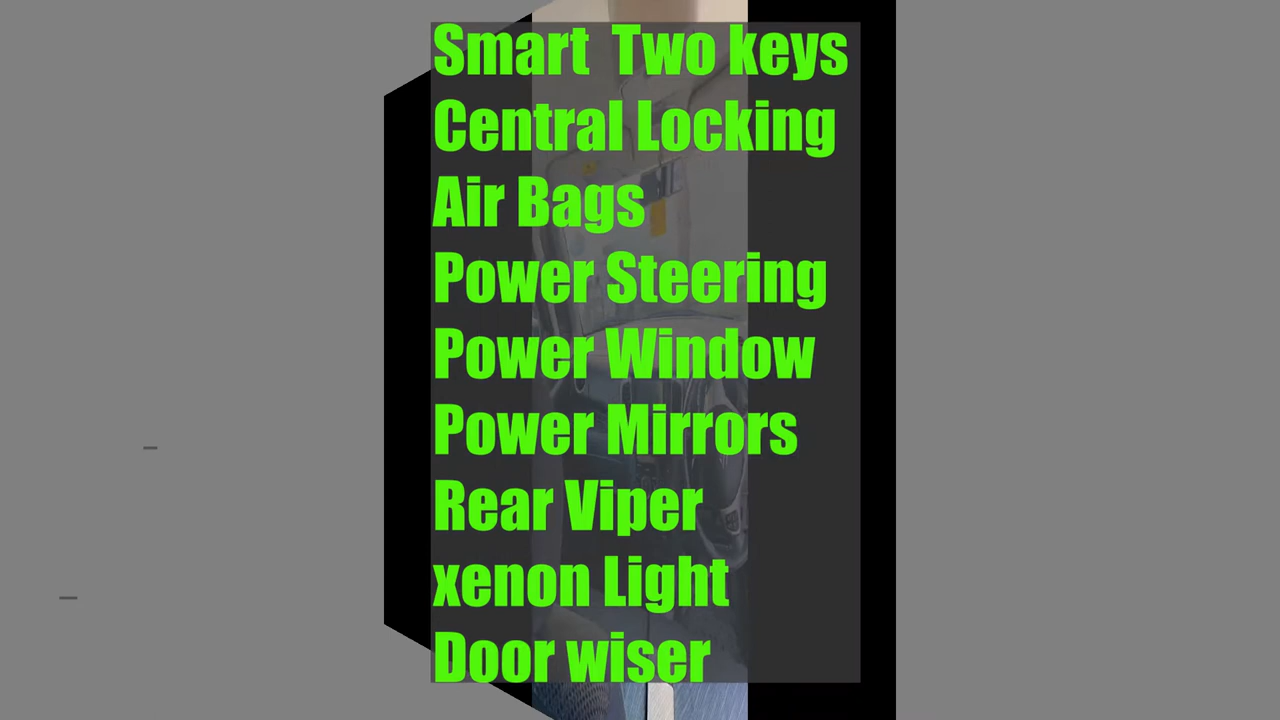 Smart Two keys
Central Locking
Air Bags
Power Steering
Power Window
Power Mirrors
Rear Viper
xenon Light
Door wiser